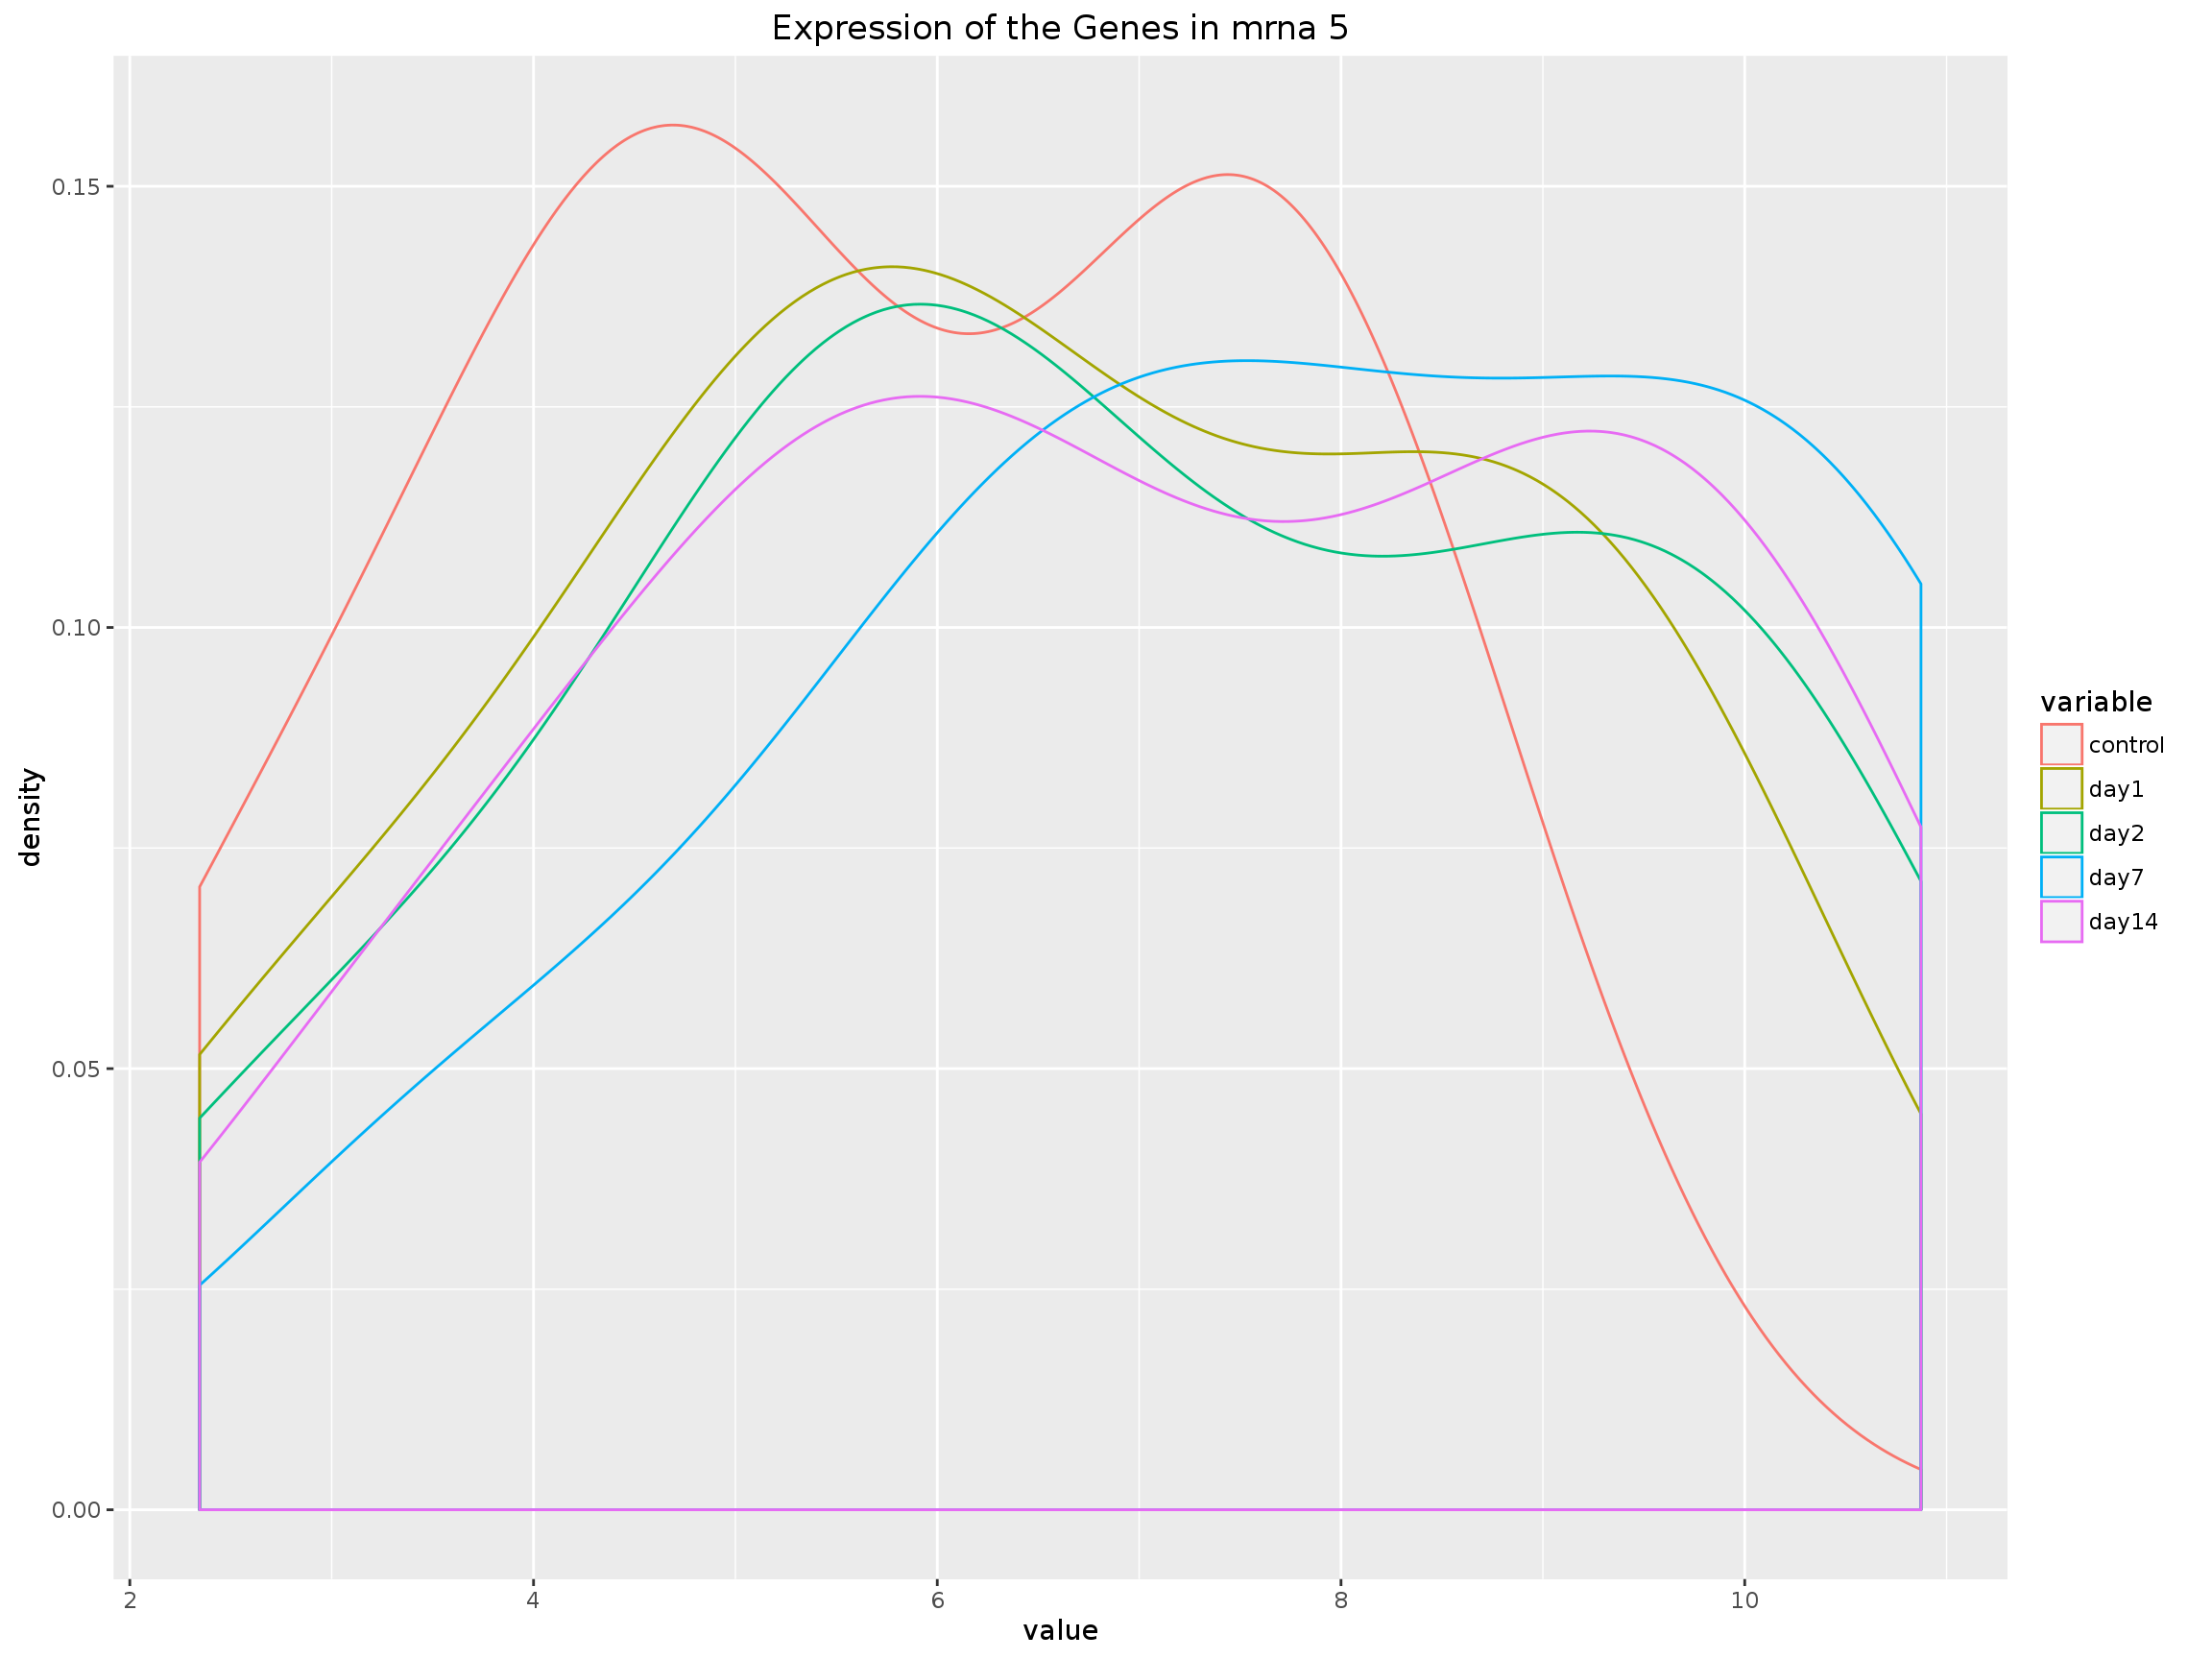 Expression of the Genes in mrna 5
density
0.15
0.10
0.05
0.00
2 4 6 8 10
value
variable
control
day1
day2
day7
day14